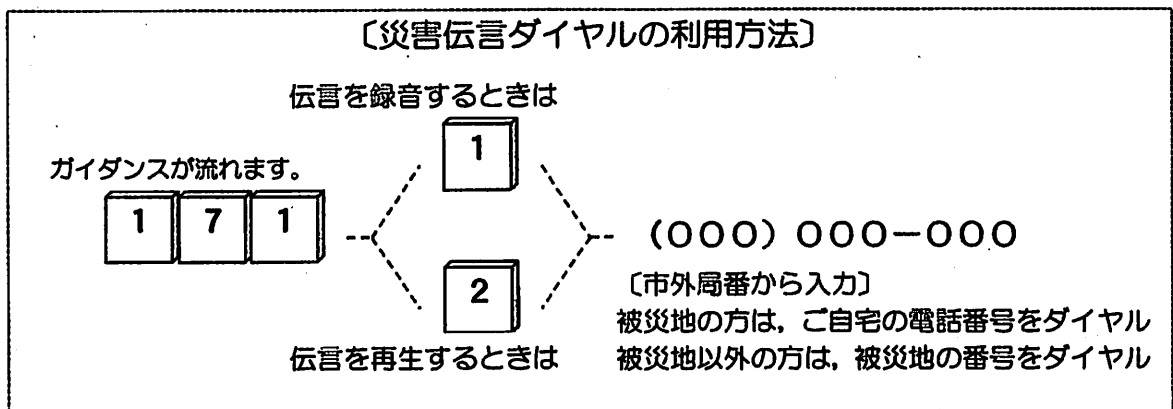 〔災害伝言ダイヤルの利用方法〕
伝言を録音するときは
1
ガイダンスが流れます。
1 7 1
(000) 000-000
2
〔市外局番から入力〕
被災地の方は,ご自宅の電話番号をダイヤル
伝言を再生するときは
被災地以外の方は,被災地の番号をダイヤル